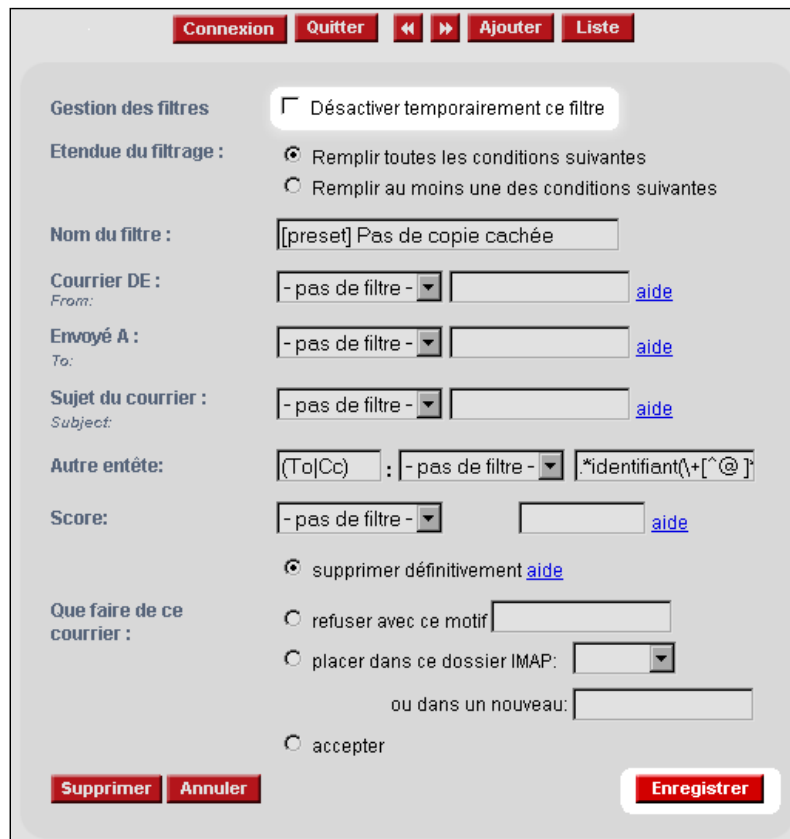 Connexion Quitter Ajouter Liste
Gestion des filtres Désactiver temporairement ce filtre
Etendue du filtrage : Remplir toutes les conditions suivantes
Remplir au moins une des conditions suivantes
Nom du filtre : [preset] Pas de copie cachée
Courrier DE : - pas de filtre - aide
From:
Envoyé A : - pas de filtre - aide
To:
Sujet du courrier : - pas de filtre - aide
Subject:
Autre entête: (To|Cc) : - pas de filtre - .*identifiant(\+[^@ ]*
Score: - pas de filtre - aide
supprimer définitivement aide
Que faire de ce
courrier :
refuser avec ce motif
placer dans ce dossier IMAP:
ou dans un nouveau:
accepter
Supprimer Annuler Enregistrer